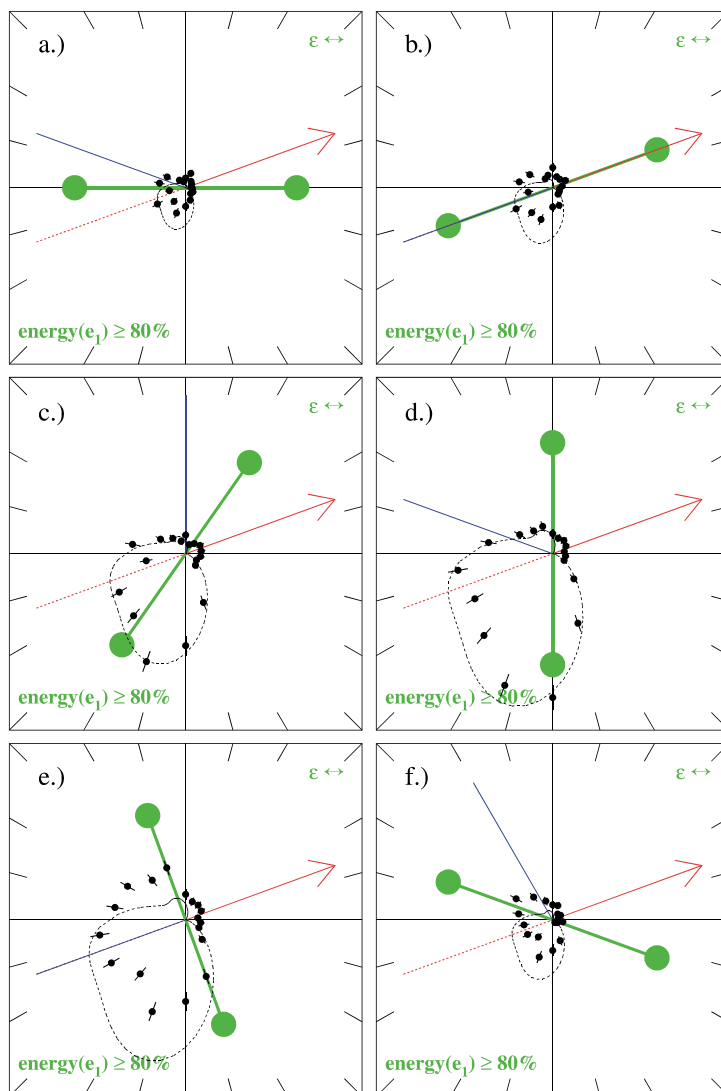 a.) ε ↔
energy(e₁) ≥ 80%
b.) ε ↔
energy(e₁) ≥ 80%
c.) ε ↔
energy(e₁) ≥ 80%
d.) ε ↔
energy(e₁) ≥ 80%
e.) ε ↔
energy(e₁) ≥ 80%
f.) ε ↔
energy(e₁) ≥ 80%